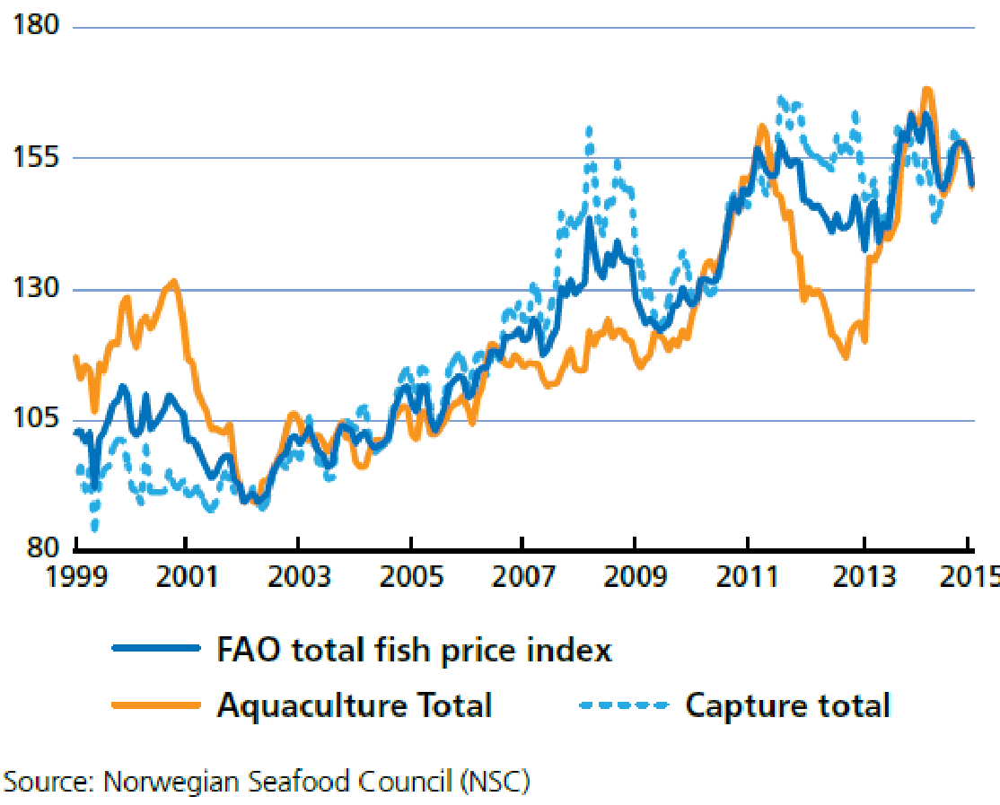 180
155
130
105
80
1999 2001 2003 2005 2007 2009 2011 2013 2015
FAO total fish price index
Aquaculture Total Capture total
Source: Norwegian Seafood Council (NSC)